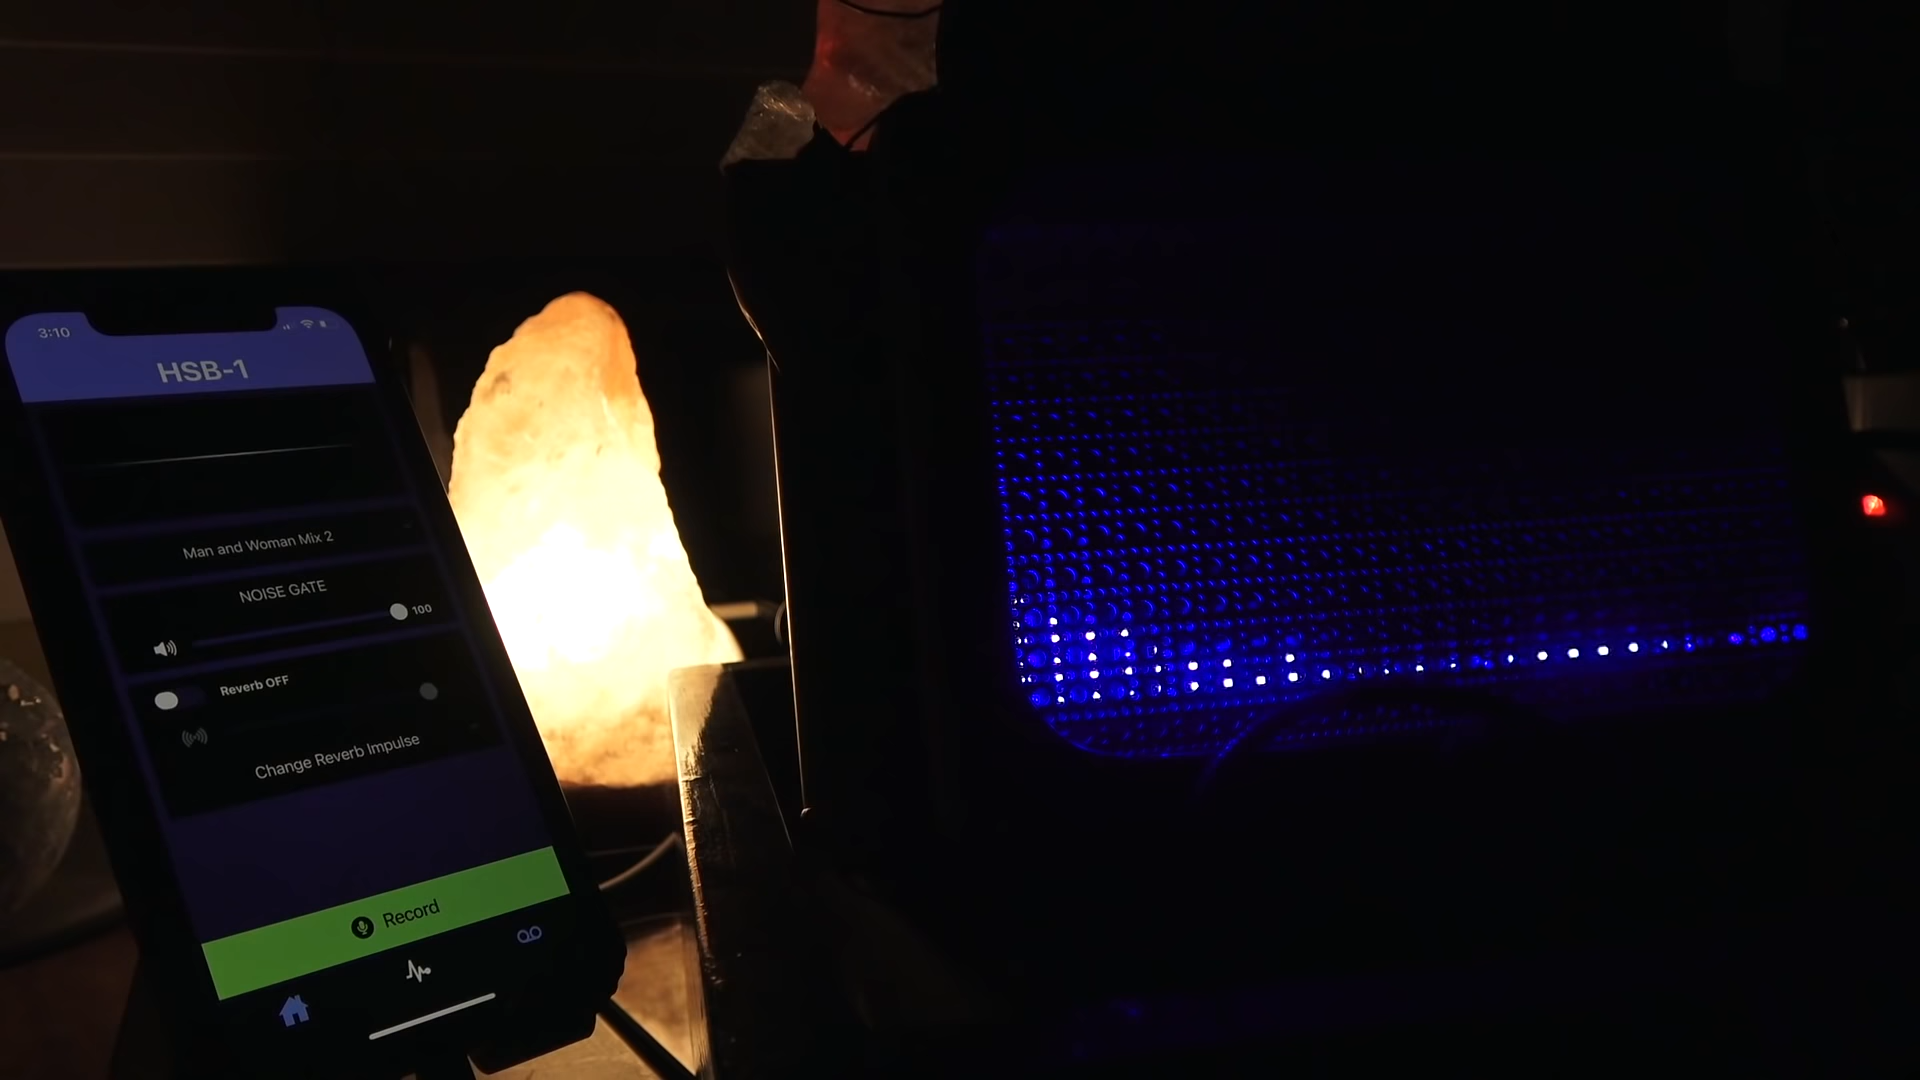 3:10
HSB-1
Man and Woman Mix 2
NOISE GATE
100
Reverb OFF
Change Reverb Impulse
Record